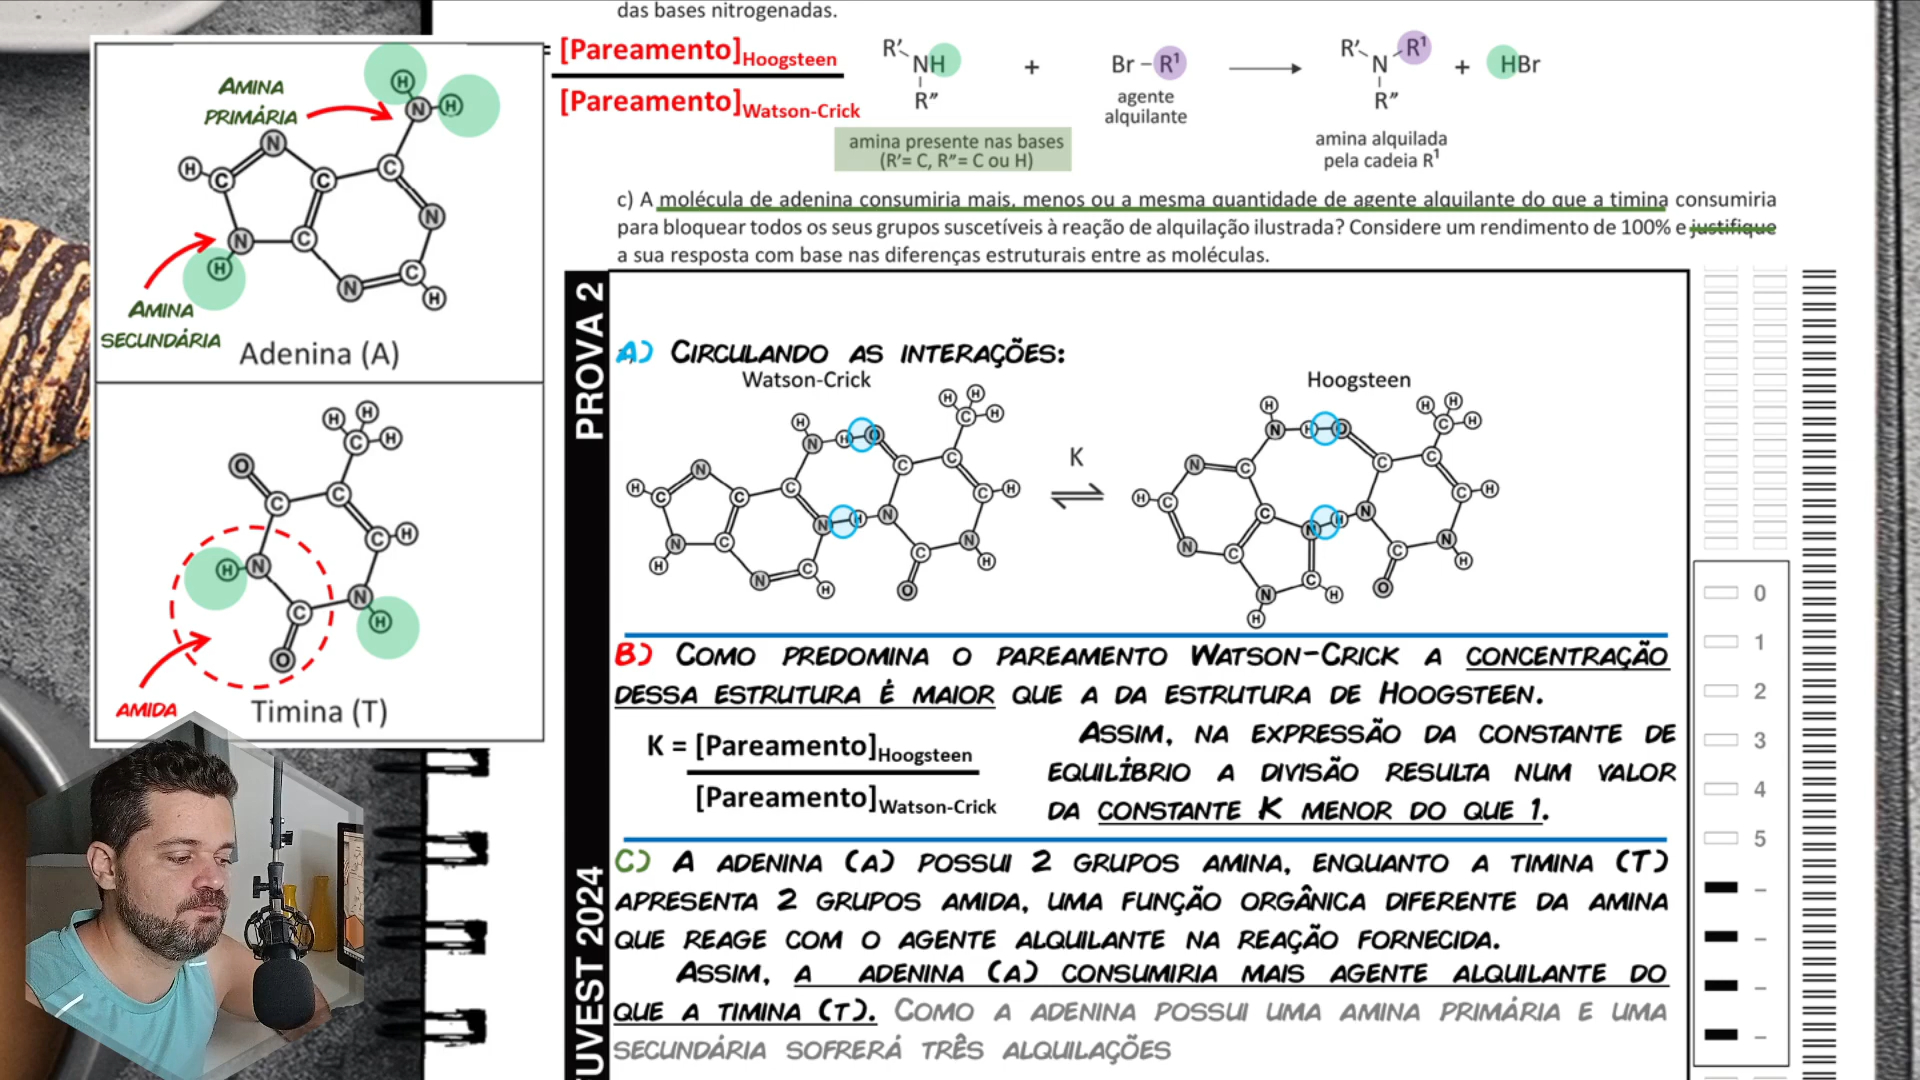 das bases nitrogenadas.
= [Pareamento]Hoogsteen
[Pareamento]Watson-Crick
R' NH R″ + Br – R¹ → R' N R¹ R″ + HBr
agente
alquilante
amina presente nas bases
(R'= C, R″= C ou H)
amina alquilada
pela cadeia R¹
c) A molécula de adenina consumiria mais, menos ou a mesma quantidade de agente alquilante do que a timina consumiria
para bloquear todos os seus grupos suscetíveis à reação de alquilação ilustrada? Considere um rendimento de 100% e justifique
a sua resposta com base nas diferenças estruturais entre as moléculas.
AMINA
PRIMÁRIA
H
N H
N
H C C C
N
N C
H
N C H
AMINA
SECUNDÁRIA
Adenina (A)
H H
C H
O
C C
C H
H N
N
C H
O
AMIDA
Timina (T)
PROVA 2
FUVEST 2024
A) CIRCULANDO AS INTERAÇÕES:
Watson-Crick
Hoogsteen
K
B) COMO PREDOMINA O PAREAMENTO WATSON-CRICK A CONCENTRAÇÃO
DESSA ESTRUTURA É MAIOR QUE A DA ESTRUTURA DE HOOGSTEEN.
K = [Pareamento]Hoogsteen
[Pareamento]Watson-Crick
ASSIM, NA EXPRESSÃO DA CONSTANTE DE
EQUILÍBRIO A DIVISÃO RESULTA NUM VALOR
DA CONSTANTE K MENOR DO QUE 1.
C) A ADENINA (A) POSSUI 2 GRUPOS AMINA, ENQUANTO A TIMINA (T)
APRESENTA 2 GRUPOS AMIDA, UMA FUNÇÃO ORGÂNICA DIFERENTE DA AMINA
QUE REAGE COM O AGENTE ALQUILANTE NA REAÇÃO FORNECIDA.
ASSIM, A ADENINA (A) CONSUMIRIA MAIS AGENTE ALQUILANTE DO
QUE A TIMINA (T). COMO A ADENINA POSSUI UMA AMINA PRIMÁRIA E UMA
SECUNDÁRIA SOFRERÁ TRÊS ALQUILAÇÕES
0
1
2
3
4
5
–
–
–
–